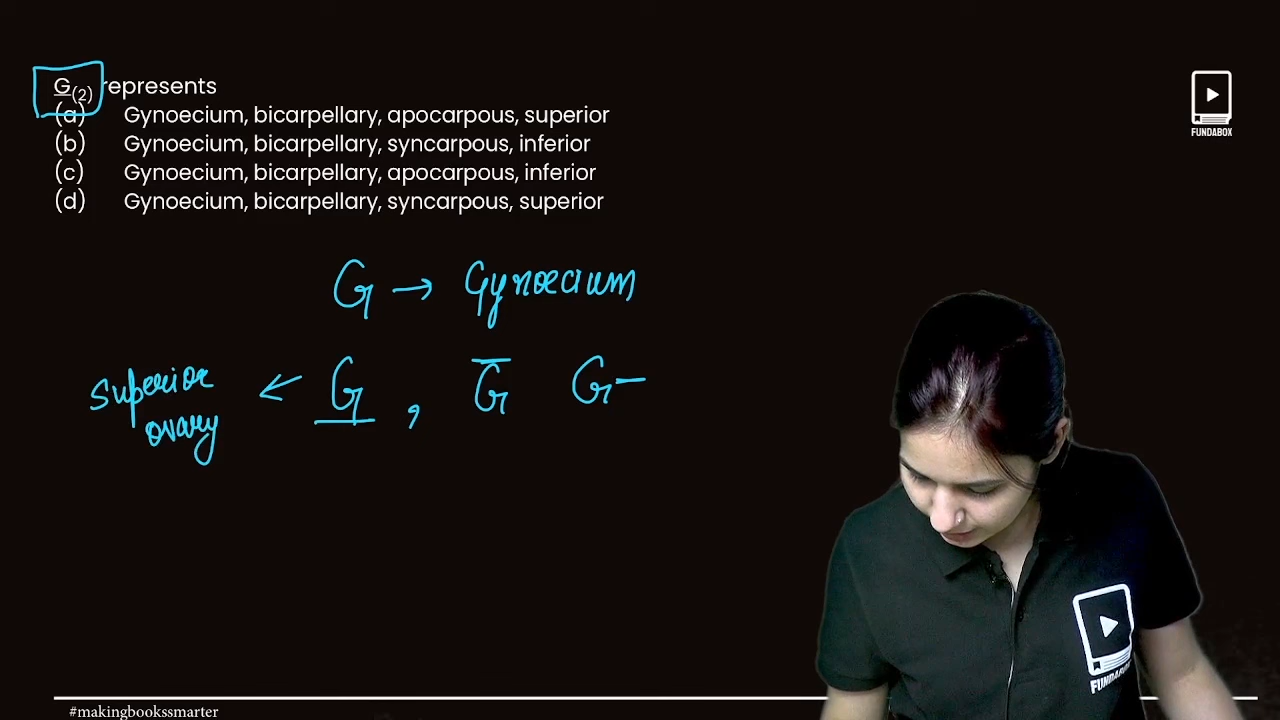 G(2) represents
(a) Gynoecium, bicarpellary, apocarpous, superior
(b) Gynoecium, bicarpellary, syncarpous, inferior
(c) Gynoecium, bicarpellary, apocarpous, inferior
(d) Gynoecium, bicarpellary, syncarpous, superior
FUNDABOX
G → Gynoecium
Superior ovary ← G , G G-
FUNDABOX
#makingbookssmarter